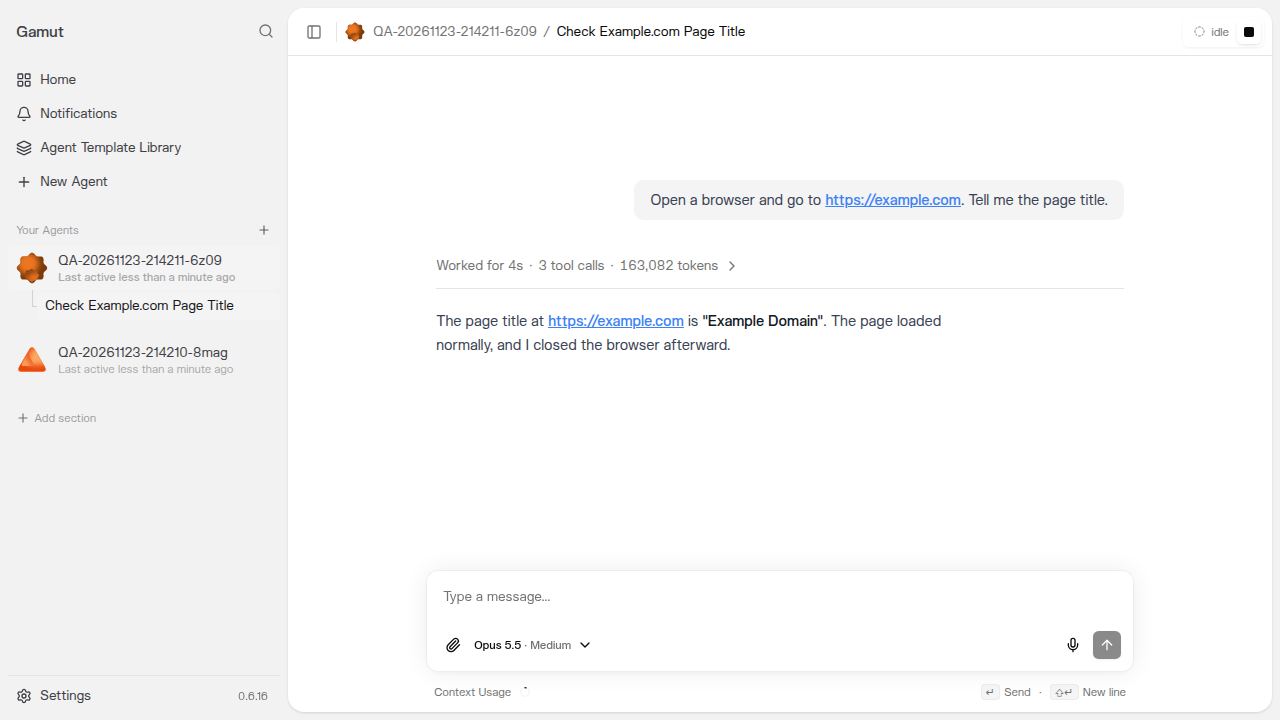 Gamut
Home
Notifications
Agent Template Library
New Agent
Your Agents
QA-20261123-214211-6z09
Last active less than a minute ago
Check Example.com Page Title
QA-20261123-214210-8mag
Last active less than a minute ago
Add section
Settings
0.6.16
QA-20261123-214211-6z09 / Check Example.com Page Title
idle
Open a browser and go to https://example.com. Tell me the page title.
Worked for 4s · 3 tool calls · 163,082 tokens
The page title at https://example.com is "Example Domain". The page loaded
normally, and I closed the browser afterward.
Type a message...
Opus 5.5 · Medium
Context Usage
↵ Send · ⇧↵ New line